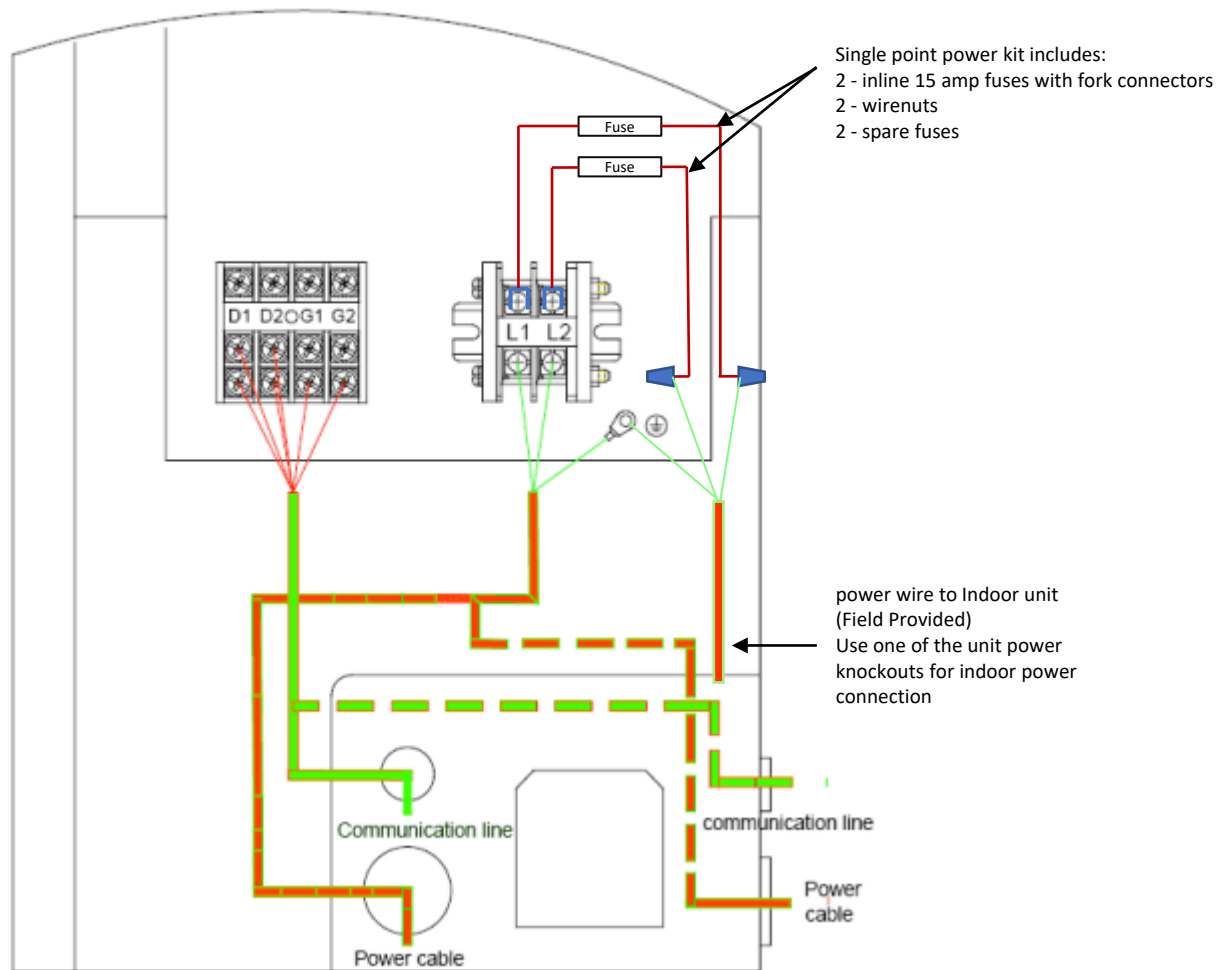 Single point power kit includes:
2 - inline 15 amp fuses with fork connectors
2 - wirenuts
2 - spare fuses
Fuse
Fuse
D1 D2 G1 G2
L1 L2
power wire to Indoor unit
(Field Provided)
Use one of the unit power
knockouts for indoor power
connection
Communication line
communication line
Power
cable
Power cable